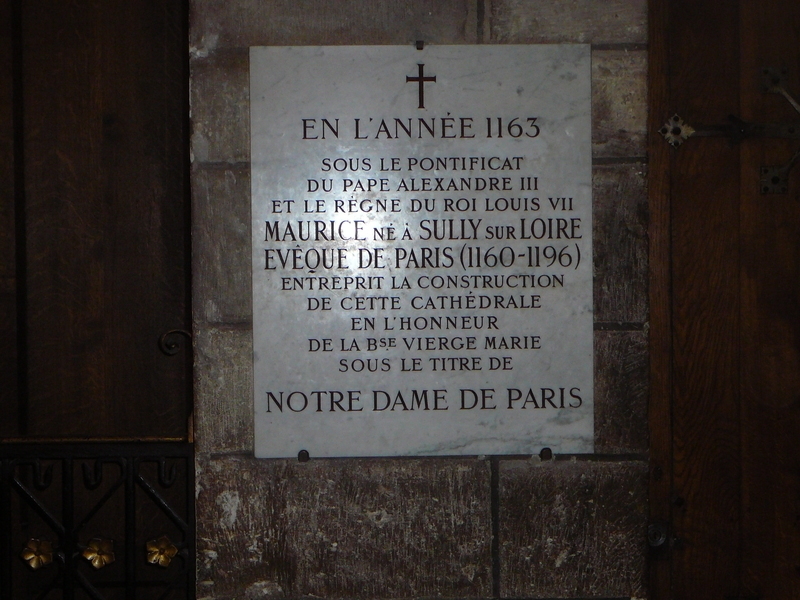 EN L'ANNÉE 1163
SOUS LE PONTIFICAT
DU PAPE ALEXANDRE III
ET LE RÈGNE DU ROI LOUIS VII
MAURICE NÉ À SULLY SUR LOIRE
EVÊQUE DE PARIS (1160-1196)
ENTREPRIT LA CONSTRUCTION
DE CETTE CATHÉDRALE
EN L'HONNEUR
DE LA BSE VIERGE MARIE
SOUS LE TITRE DE
NOTRE DAME DE PARIS